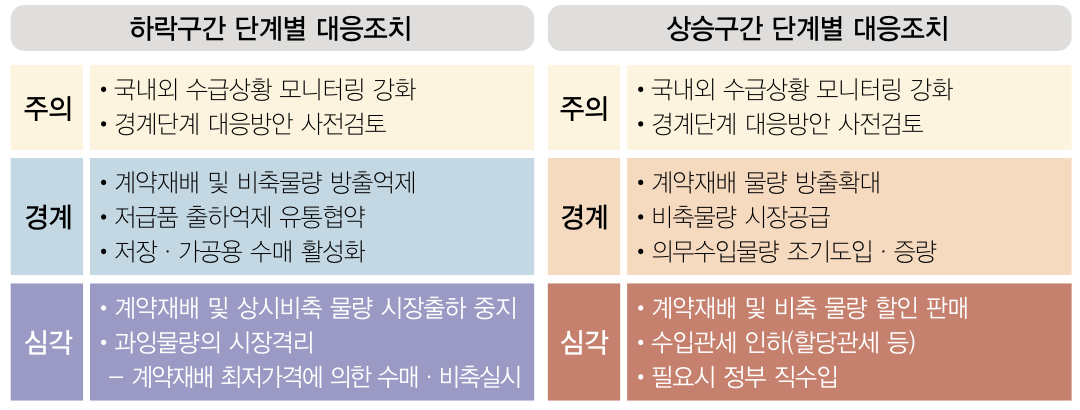 하락구간 단계별 대응조치
주의
• 국내외 수급상황 모니터링 강화
• 경계단계 대응방안 사전검토
경계
• 계약재배 및 비축물량 방출억제
• 저급품 출하억제 유통협약
• 저장 · 가공용 수매 활성화
심각
• 계약재배 및 상시비축 물량 시장출하 중지
• 과잉물량의 시장격리
– 계약재배 최저가격에 의한 수매 · 비축실시
상승구간 단계별 대응조치
주의
• 국내외 수급상황 모니터링 강화
• 경계단계 대응방안 사전검토
경계
• 계약재배 물량 방출확대
• 비축물량 시장공급
• 의무수입물량 조기도입 · 증량
심각
• 계약재배 및 비축 물량 할인 판매
• 수입관세 인하(할당관세 등)
• 필요시 정부 직수입